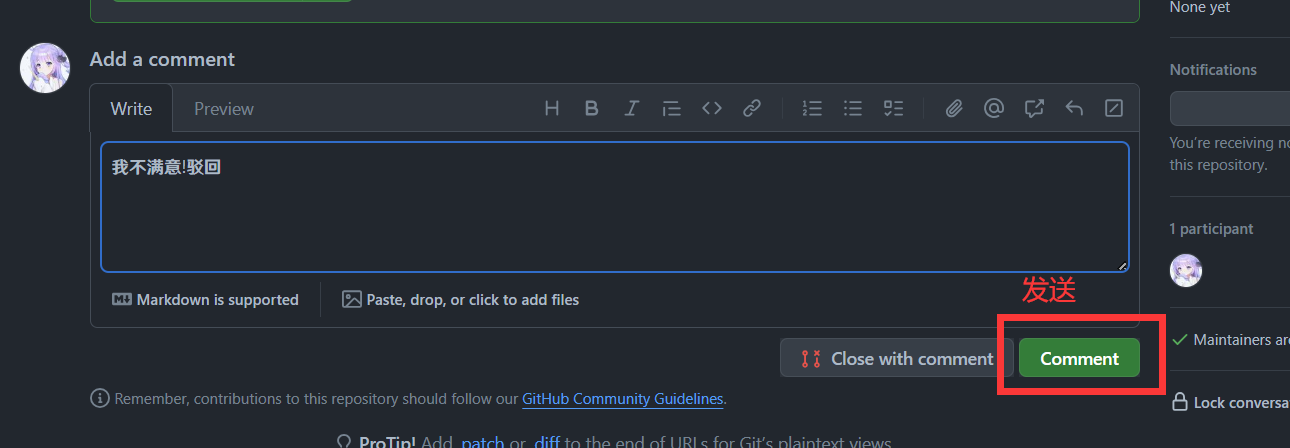 None yet
Add a comment
Notifications
Write
Preview
You're receiving
this repository.
我不满意!驳回
1 participant
Markdown is supported
Paste, drop, or click to add files
发送
Maintainers
Close with comment
Comment
Remember, contributions to this repository should follow our GitHub Community Guidelines.
Lock
ProTip! Add .patch or .diff to the end of URLs for Git's plaintext views.